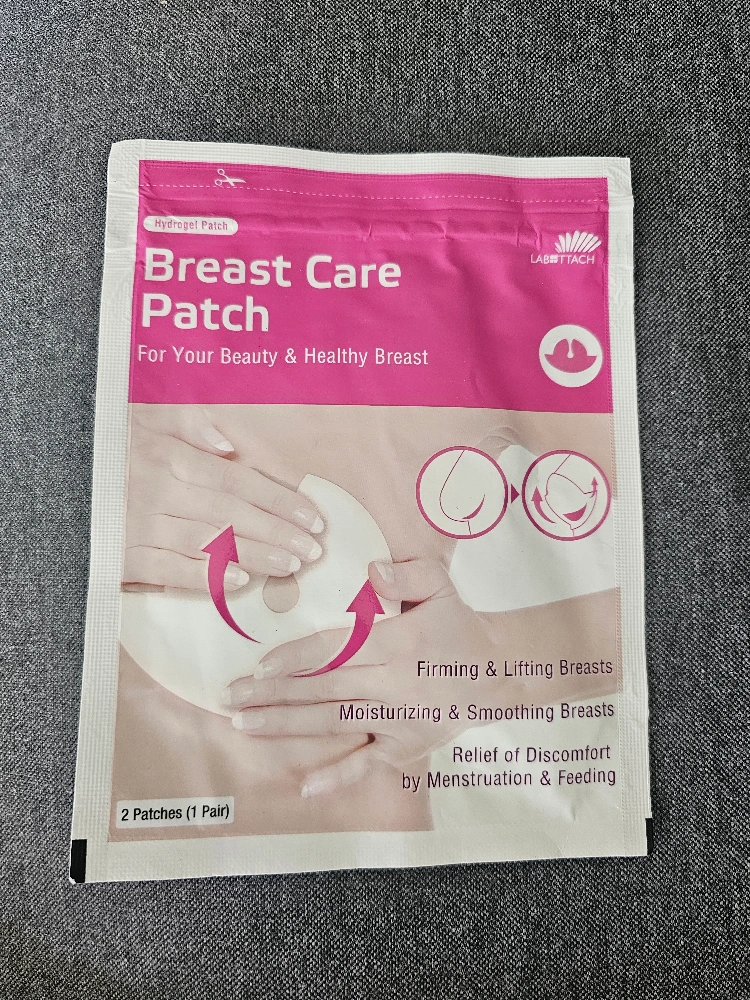 Hydrogel Patch
LABOTTACH
Breast Care
Patch
For Your Beauty & Healthy Breast
Firming & Lifting Breasts
Moisturizing & Smoothing Breasts
Relief of Discomfort
by Menstruation & Feeding
2 Patches (1 Pair)